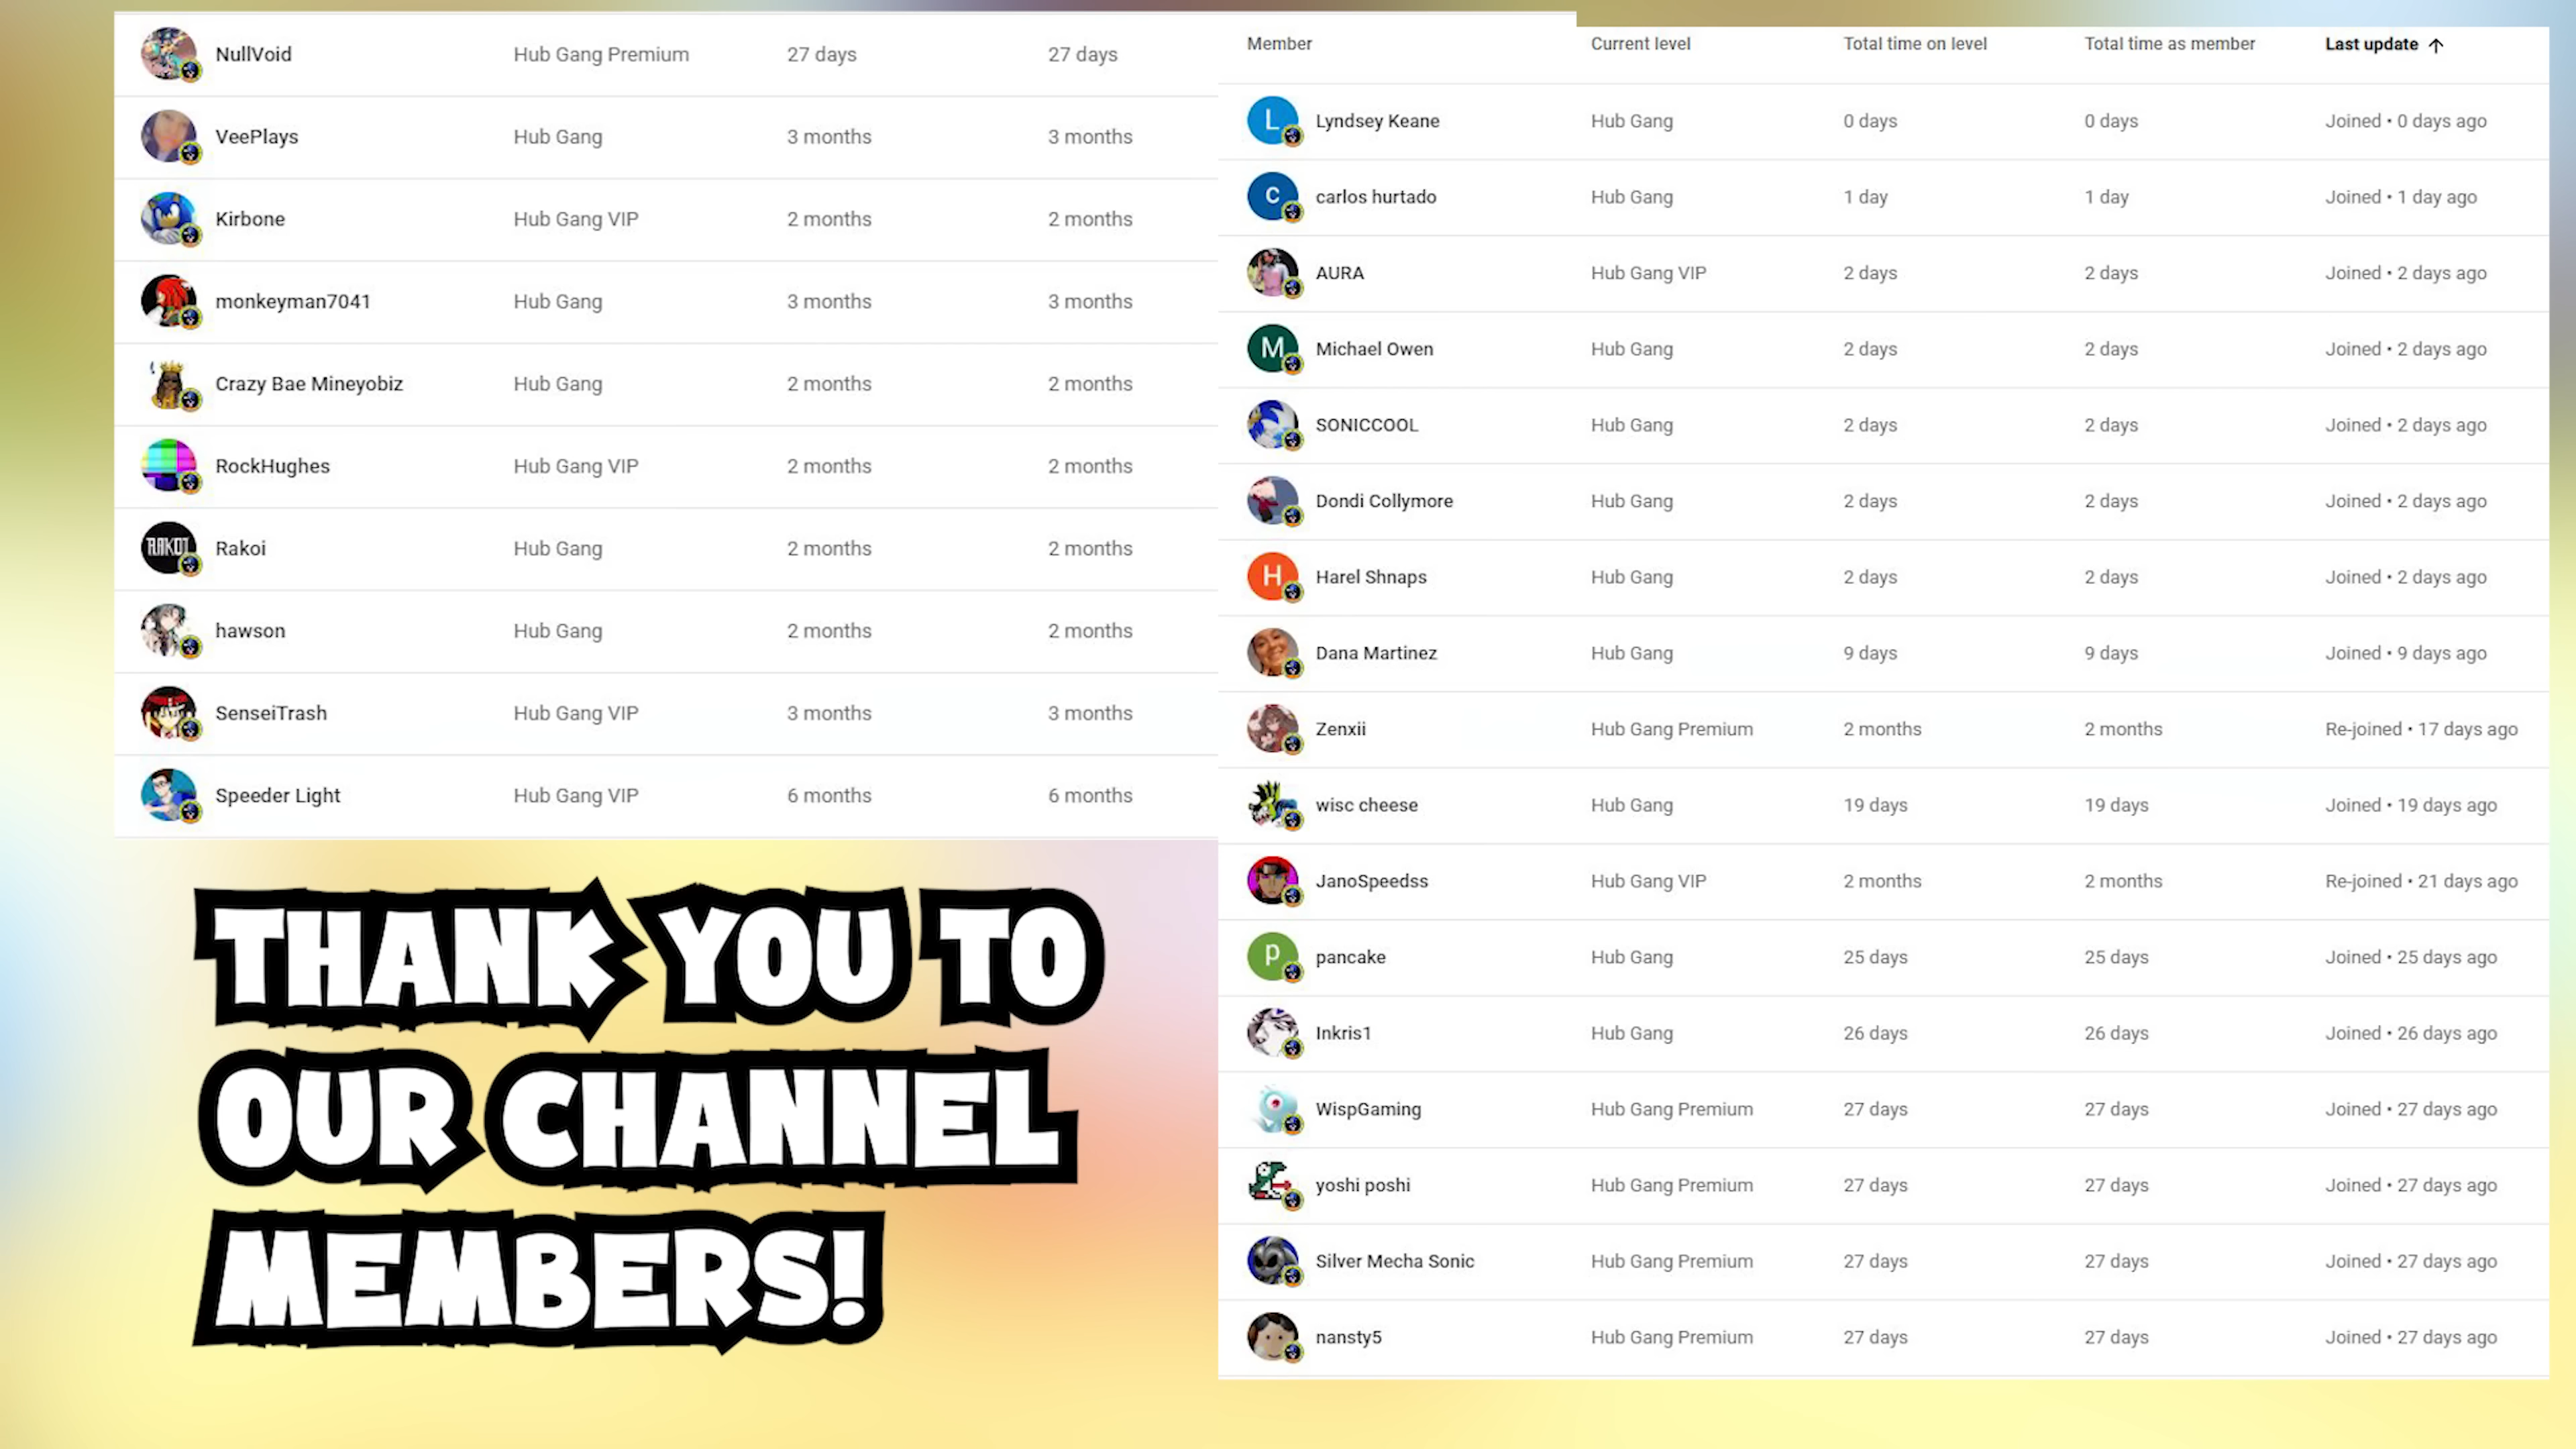 NullVoid Hub Gang Premium 27 days 27 days
VeePlays Hub Gang 3 months 3 months
Kirbone Hub Gang VIP 2 months 2 months
monkeyman7041 Hub Gang 3 months 3 months
Crazy Bae Mineyobiz Hub Gang 2 months 2 months
RockHughes Hub Gang VIP 2 months 2 months
RAKOI Rakoi Hub Gang 2 months 2 months
hawson Hub Gang 2 months 2 months
SenseiTrash Hub Gang VIP 3 months 3 months
Speeder Light Hub Gang VIP 6 months 6 months
THANK YOU TO
OUR CHANNEL
MEMBERS!
Member Current level Total time on level Total time as member Last update ↑
L Lyndsey Keane Hub Gang 0 days 0 days Joined • 0 days ago
c carlos hurtado Hub Gang 1 day 1 day Joined • 1 day ago
AURA Hub Gang VIP 2 days 2 days Joined • 2 days ago
M Michael Owen Hub Gang 2 days 2 days Joined • 2 days ago
SONICCOOL Hub Gang 2 days 2 days Joined • 2 days ago
Dondi Collymore Hub Gang 2 days 2 days Joined • 2 days ago
H Harel Shnaps Hub Gang 2 days 2 days Joined • 2 days ago
Dana Martinez Hub Gang 9 days 9 days Joined • 9 days ago
Zenxii Hub Gang Premium 2 months 2 months Re-joined • 17 days ago
wisc cheese Hub Gang 19 days 19 days Joined • 19 days ago
JanoSpeedss Hub Gang VIP 2 months 2 months Re-joined • 21 days ago
p pancake Hub Gang 25 days 25 days Joined • 25 days ago
Inkris1 Hub Gang 26 days 26 days Joined • 26 days ago
WispGaming Hub Gang Premium 27 days 27 days Joined • 27 days ago
yoshi poshi Hub Gang Premium 27 days 27 days Joined • 27 days ago
Silver Mecha Sonic Hub Gang Premium 27 days 27 days Joined • 27 days ago
nansty5 Hub Gang Premium 27 days 27 days Joined • 27 days ago